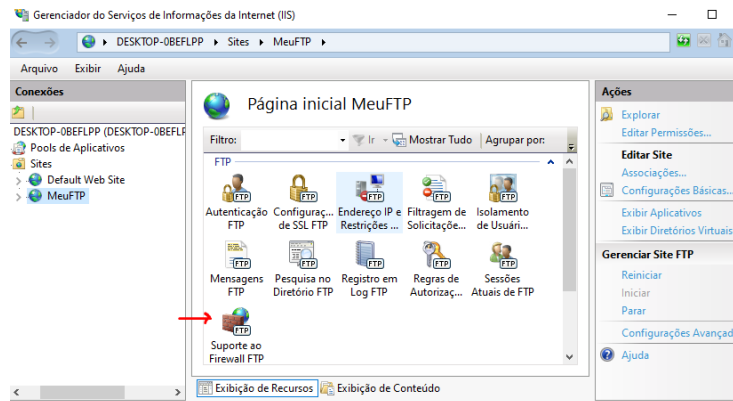 Gerenciador do Serviços de Informações da Internet (IIS)
DESKTOP-0BEFLPP Sites MeuFTP
Arquivo Exibir Ajuda
Conexões
DESKTOP-0BEFLPP (DESKTOP-0BEFLP
Pools de Aplicativos
Sites
Default Web Site
MeuFTP
Página inicial MeuFTP
Filtro: Ir Mostrar Tudo Agrupar por:
FTP
Autenticação FTP
Configuraç... de SSL FTP
Endereço IP e Restrições ...
Filtragem de Solicitaçõe...
Isolamento de Usuári...
Mensagens FTP
Pesquisa no Diretório FTP
Registro em Log FTP
Regras de Autorizaç...
Sessões Atuais de FTP
Suporte ao Firewall FTP
Exibição de Recursos Exibição de Conteúdo
Ações
Explorar
Editar Permissões...
Editar Site
Associações...
Configurações Básicas...
Exibir Aplicativos
Exibir Diretórios Virtuais
Gerenciar Site FTP
Reiniciar
Iniciar
Parar
Configurações Avançad
Ajuda